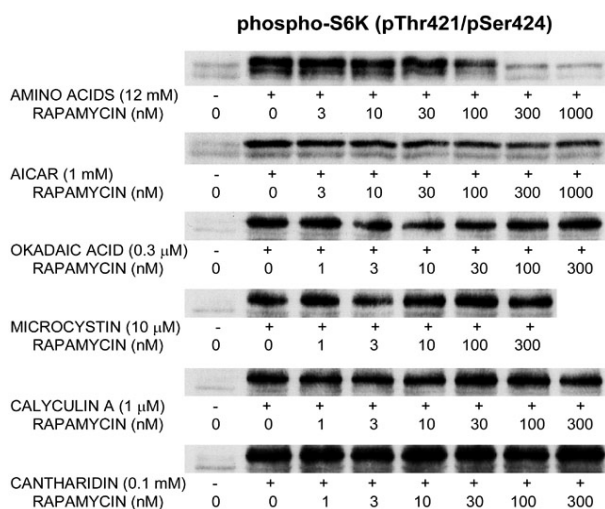 phospho-S6K (pThr421/pSer424)
AMINO ACIDS (12 mM) - + + + + + + +
RAPAMYCIN (nM) 0 0 3 10 30 100 300 1000
AICAR (1 mM) - + + + + + + +
RAPAMYCIN (nM) 0 0 3 10 30 100 300 1000
OKADAIC ACID (0.3 μM) - + + + + + + +
RAPAMYCIN (nM) 0 0 1 3 10 30 100 300
MICROCYSTIN (10 μM) - + + + + + +
RAPAMYCIN (nM) 0 0 1 3 10 100 300
CALYCULIN A (1 μM) - + + + + + + +
RAPAMYCIN (nM) 0 0 1 3 10 30 100 300
CANTHARIDIN (0.1 mM) - + + + + + + +
RAPAMYCIN (nM) 0 0 1 3 10 30 100 300